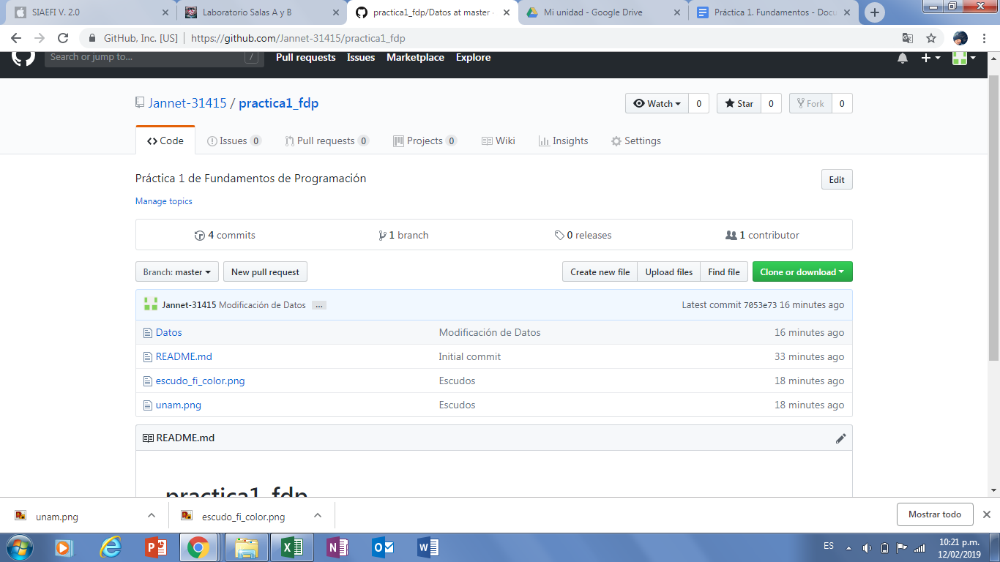 SIAEFI V. 2.0
Laboratorio Salas A y B
practica1_fdp/Datos at master
Mi unidad - Google Drive
Práctica 1. Fundamentos - Docu
GitHub, Inc. [US] https://github.com/Jannet-31415/practica1_fdp
Search or jump to... / Pull requests Issues Marketplace Explore
Jannet-31415 / practica1_fdp Watch 0 Star 0 Fork 0
Code Issues 0 Pull requests 0 Projects 0 Wiki Insights Settings
Práctica 1 de Fundamentos de Programación Edit
Manage topics
4 commits 1 branch 0 releases 1 contributor
Branch: master New pull request Create new file Upload files Find file Clone or download
Jannet-31415 Modificación de Datos ... Latest commit 7053e73 16 minutes ago
Datos Modificación de Datos 16 minutes ago
README.md Initial commit 33 minutes ago
escudo_fi_color.png Escudos 18 minutes ago
unam.png Escudos 18 minutes ago
README.md
practica1_fdp
unam.png escudo_fi_color.png Mostrar todo
ES 10:21 p.m.
12/02/2019